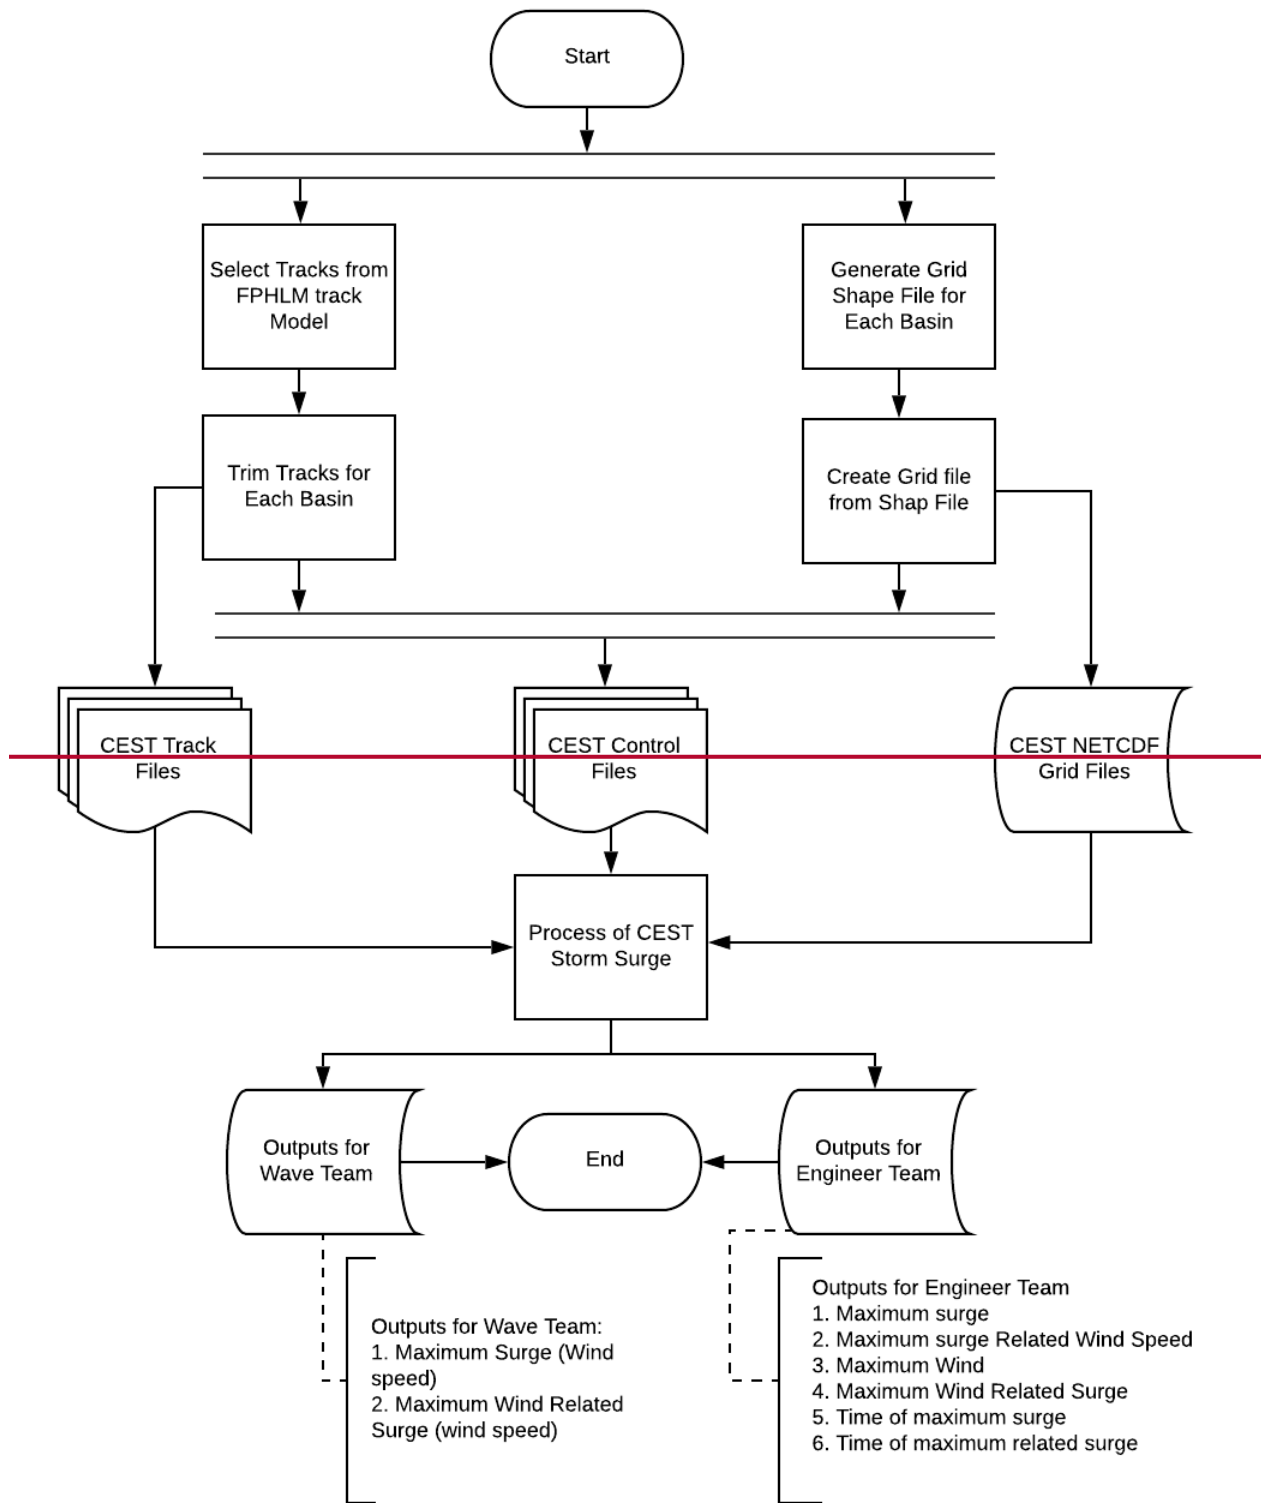 Start
Select Tracks from
FPHLM track
Model
Generate Grid
Shape File for
Each Basin
Trim Tracks for
Each Basin
Create Grid file
from Shap File
CEST Track
Files
CEST Control
Files
CEST NETCDF
Grid Files
Process of CEST
Storm Surge
Outputs for
Wave Team
End
Outputs for
Engineer Team
Outputs for Wave Team:
1. Maximum Surge (Wind
speed)
2. Maximum Wind Related
Surge (wind speed)
Outputs for Engineer Team
1. Maximum surge
2. Maximum surge Related Wind Speed
3. Maximum Wind
4. Maximum Wind Related Surge
5. Time of maximum surge
6. Time of maximum related surge